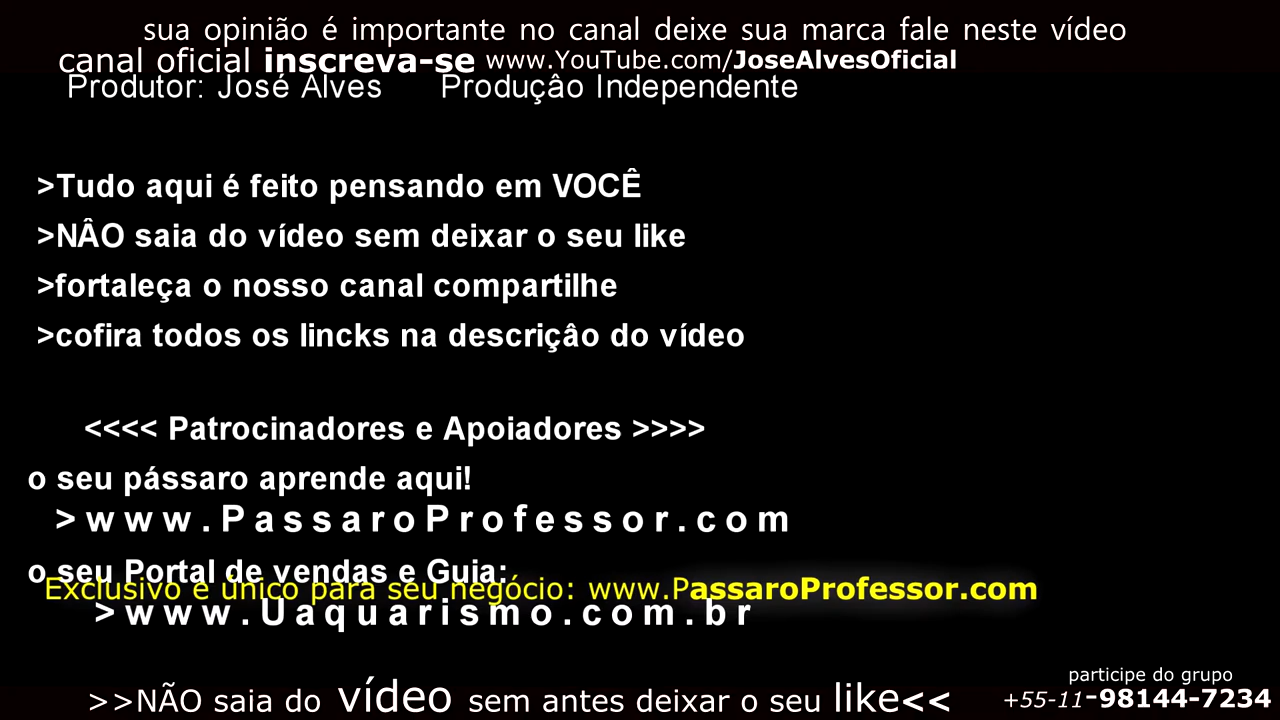 sua opinião é importante no canal deixe sua marca fale neste vídeo
canal oficial inscreva-se www.YouTube.com/JoseAlvesOficial
Produtor: José Alves Produçâo Independente
>Tudo aqui é feito pensando em VOCÊ
>NÂO saia do vídeo sem deixar o seu like
>fortaleça o nosso canal compartilhe
>cofira todos os lincks na descriçâo do vídeo
<<<< Patrocinadores e Apoiadores >>>>
o seu pássaro aprende aqui!
>www.PassaroProfessor.com
o seu Portal de vendas e Guia:
Exclusivo e único para seu negócio: www.PassaroProfessor.com
>www.Uaquarismo.com.br
participe do grupo
>>NÃO saia do vídeo sem antes deixar o seu like<<
+55-11-98144-7234